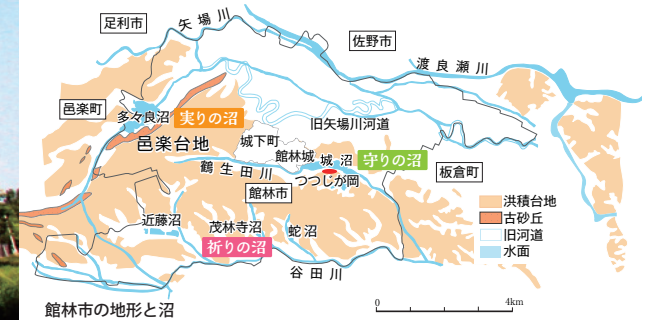 足利市
矢場川
佐野市
渡良瀬川
邑楽町
多々良沼
実りの沼
旧矢場川河道
邑楽台地
城下町
館林城
城沼
守りの沼
鶴生田川
つつじが岡
板倉町
館林市
近藤沼
茂林寺沼
蛇沼
祈りの沼
谷田川
洪積台地
古砂丘
旧河道
水面
館林市の地形と沼
0
4km